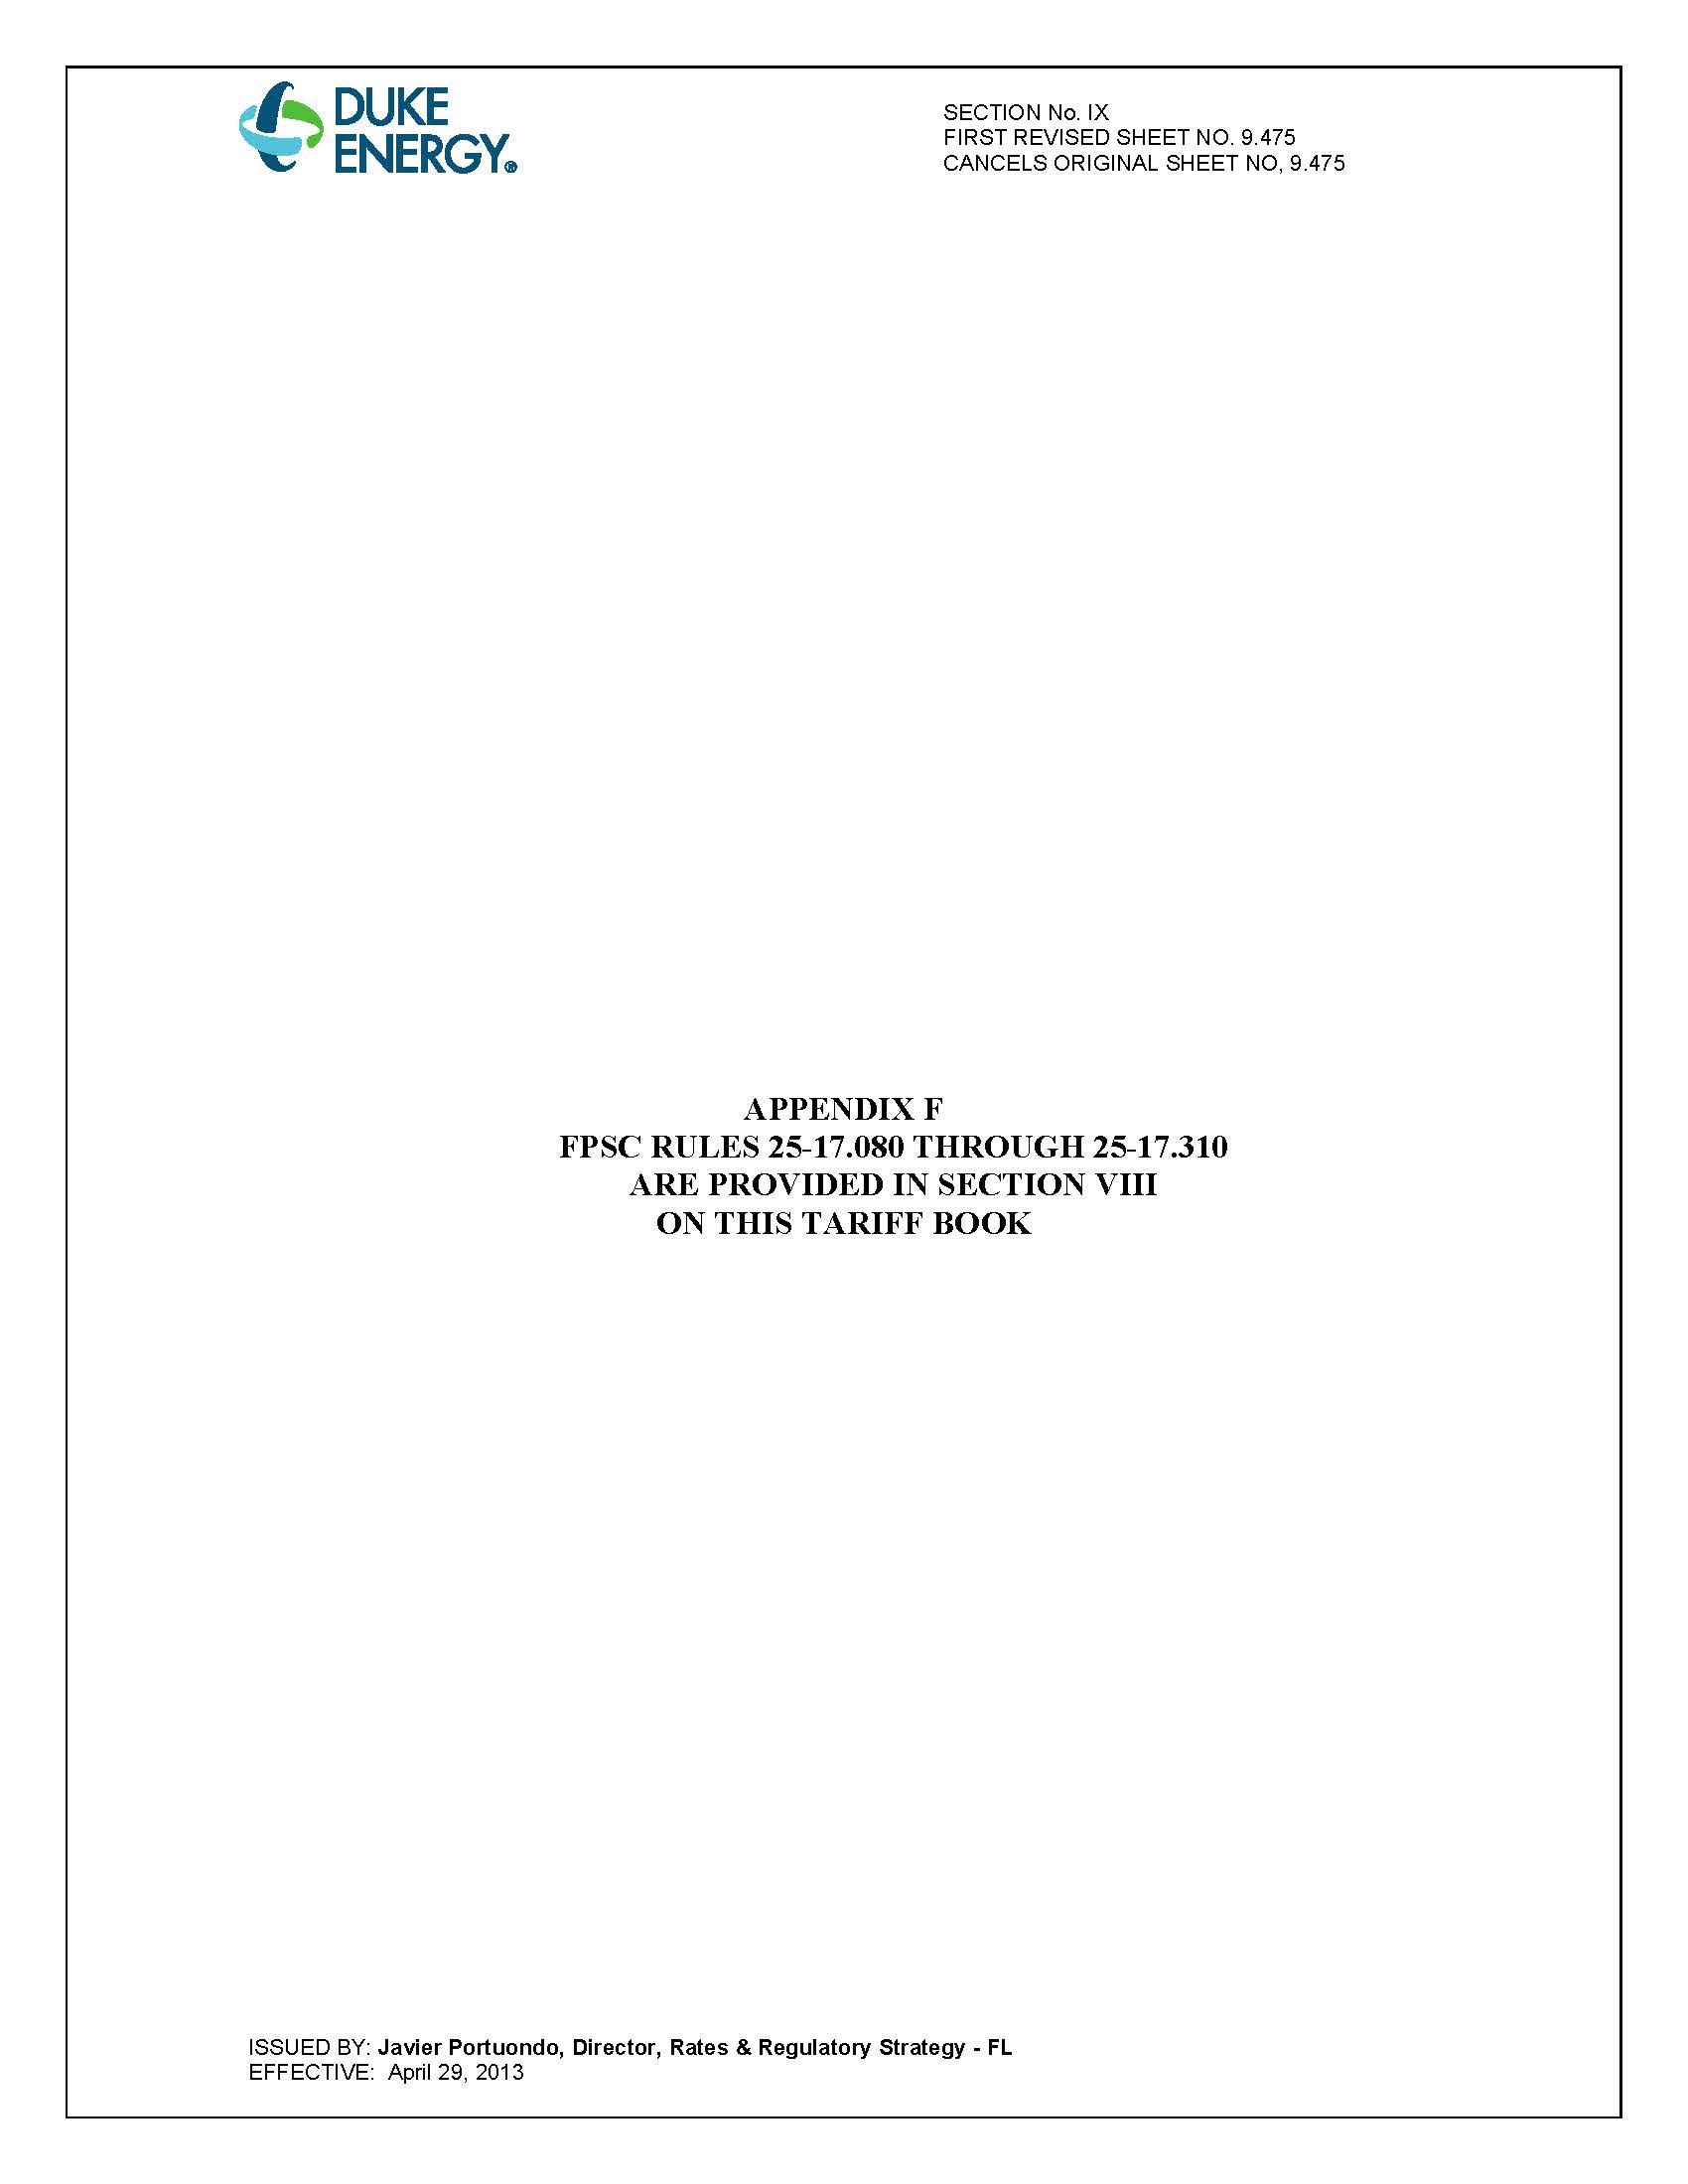 DUKE
ENERGY®
SECTION No. IX
FIRST REVISED SHEET NO. 9.475
CANCELS ORIGINAL SHEET NO, 9.475
APPENDIX F
FPSC RULES 25-17.080 THROUGH 25-17.310
ARE PROVIDED IN SECTION VIII
ON THIS TARIFF BOOK
ISSUED BY: Javier Portuondo, Director, Rates & Regulatory Strategy - FL
EFFECTIVE: April 29, 2013